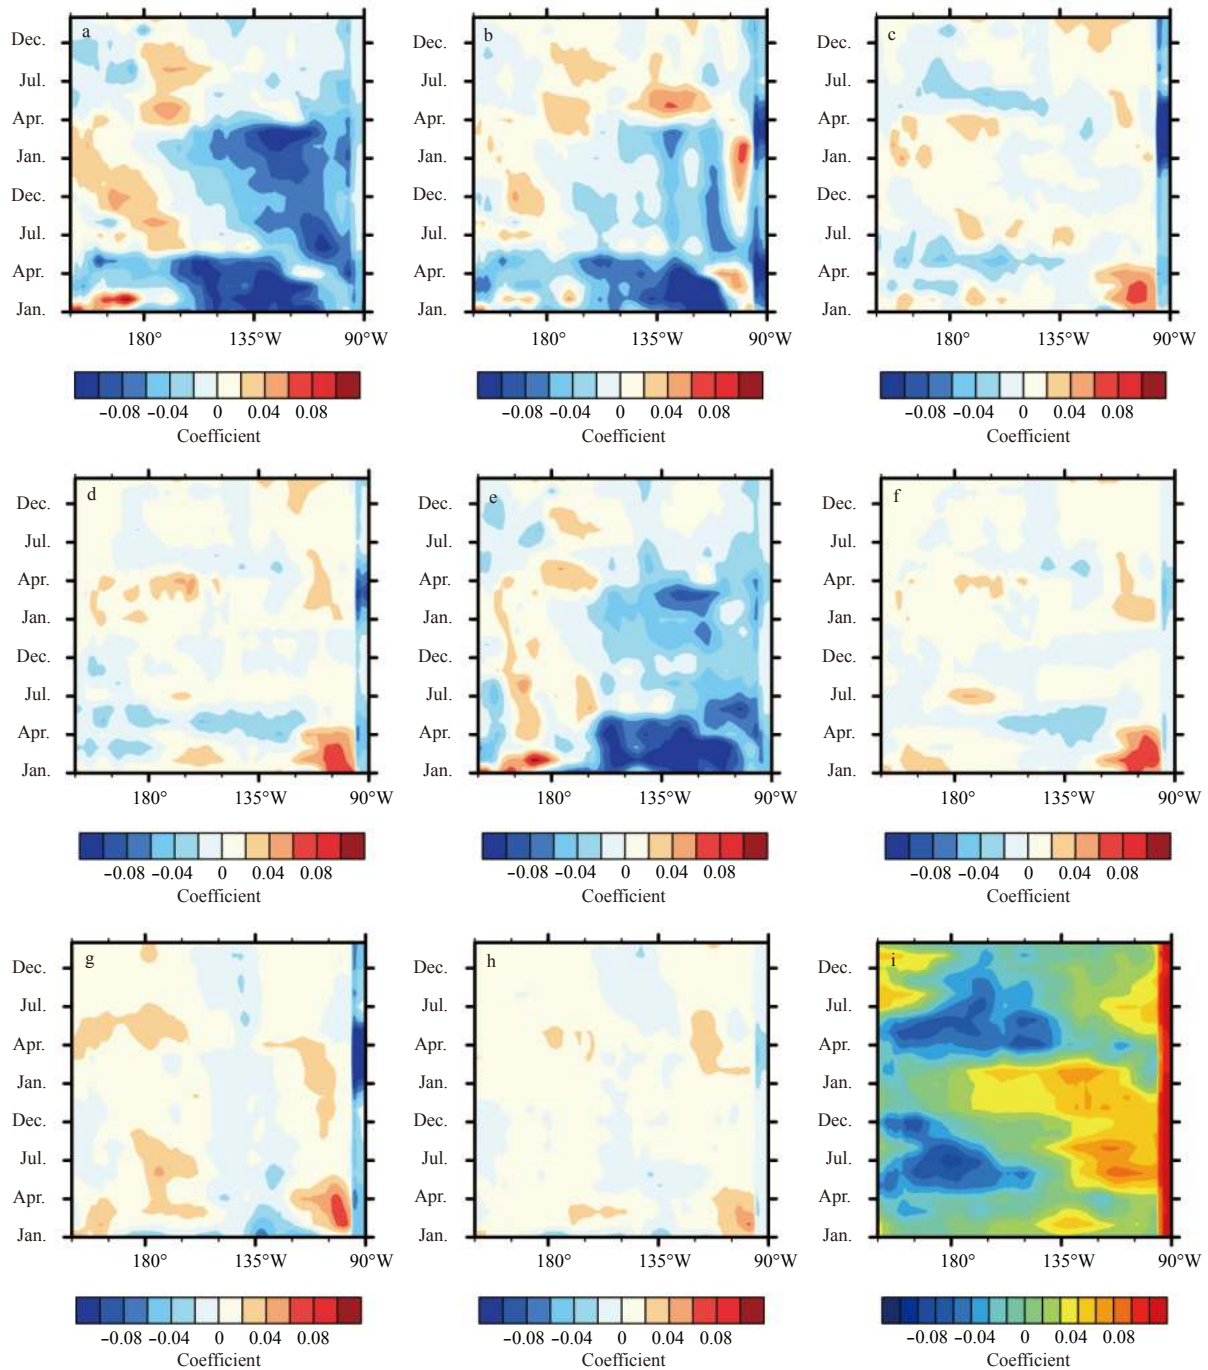 a
b
c
Dec. Dec. Dec.
Jul. Jul. Jul.
Apr. Apr. Apr.
Jan. Jan. Jan.
Dec. Dec. Dec.
Jul. Jul. Jul.
Apr. Apr. Apr.
Jan. Jan. Jan.
180° 135°W 90°W 180° 135°W 90°W 180° 135°W 90°W
−0.08 −0.04 0 0.04 0.08 −0.08 −0.04 0 0.04 0.08 −0.08 −0.04 0 0.04 0.08
Coefficient Coefficient Coefficient
d
e
f
Dec. Dec. Dec.
Jul. Jul. Jul.
Apr. Apr. Apr.
Jan. Jan. Jan.
Dec. Dec. Dec.
Jul. Jul. Jul.
Apr. Apr. Apr.
Jan. Jan. Jan.
180° 135°W 90°W 180° 135°W 90°W 180° 135°W 90°W
−0.08 −0.04 0 0.04 0.08 −0.08 −0.04 0 0.04 0.08 −0.08 −0.04 0 0.04 0.08
Coefficient Coefficient Coefficient
g
h
i
Dec. Dec. Dec.
Jul. Jul. Jul.
Apr. Apr. Apr.
Jan. Jan. Jan.
Dec. Dec. Dec.
Jul. Jul. Jul.
Apr. Apr. Apr.
Jan. Jan. Jan.
180° 135°W 90°W 180° 135°W 90°W 180° 135°W 90°W
−0.08 −0.04 0 0.04 0.08 −0.08 −0.04 0 0.04 0.08 −0.08 −0.04 0 0.04 0.08
Coefficient Coefficient Coefficient